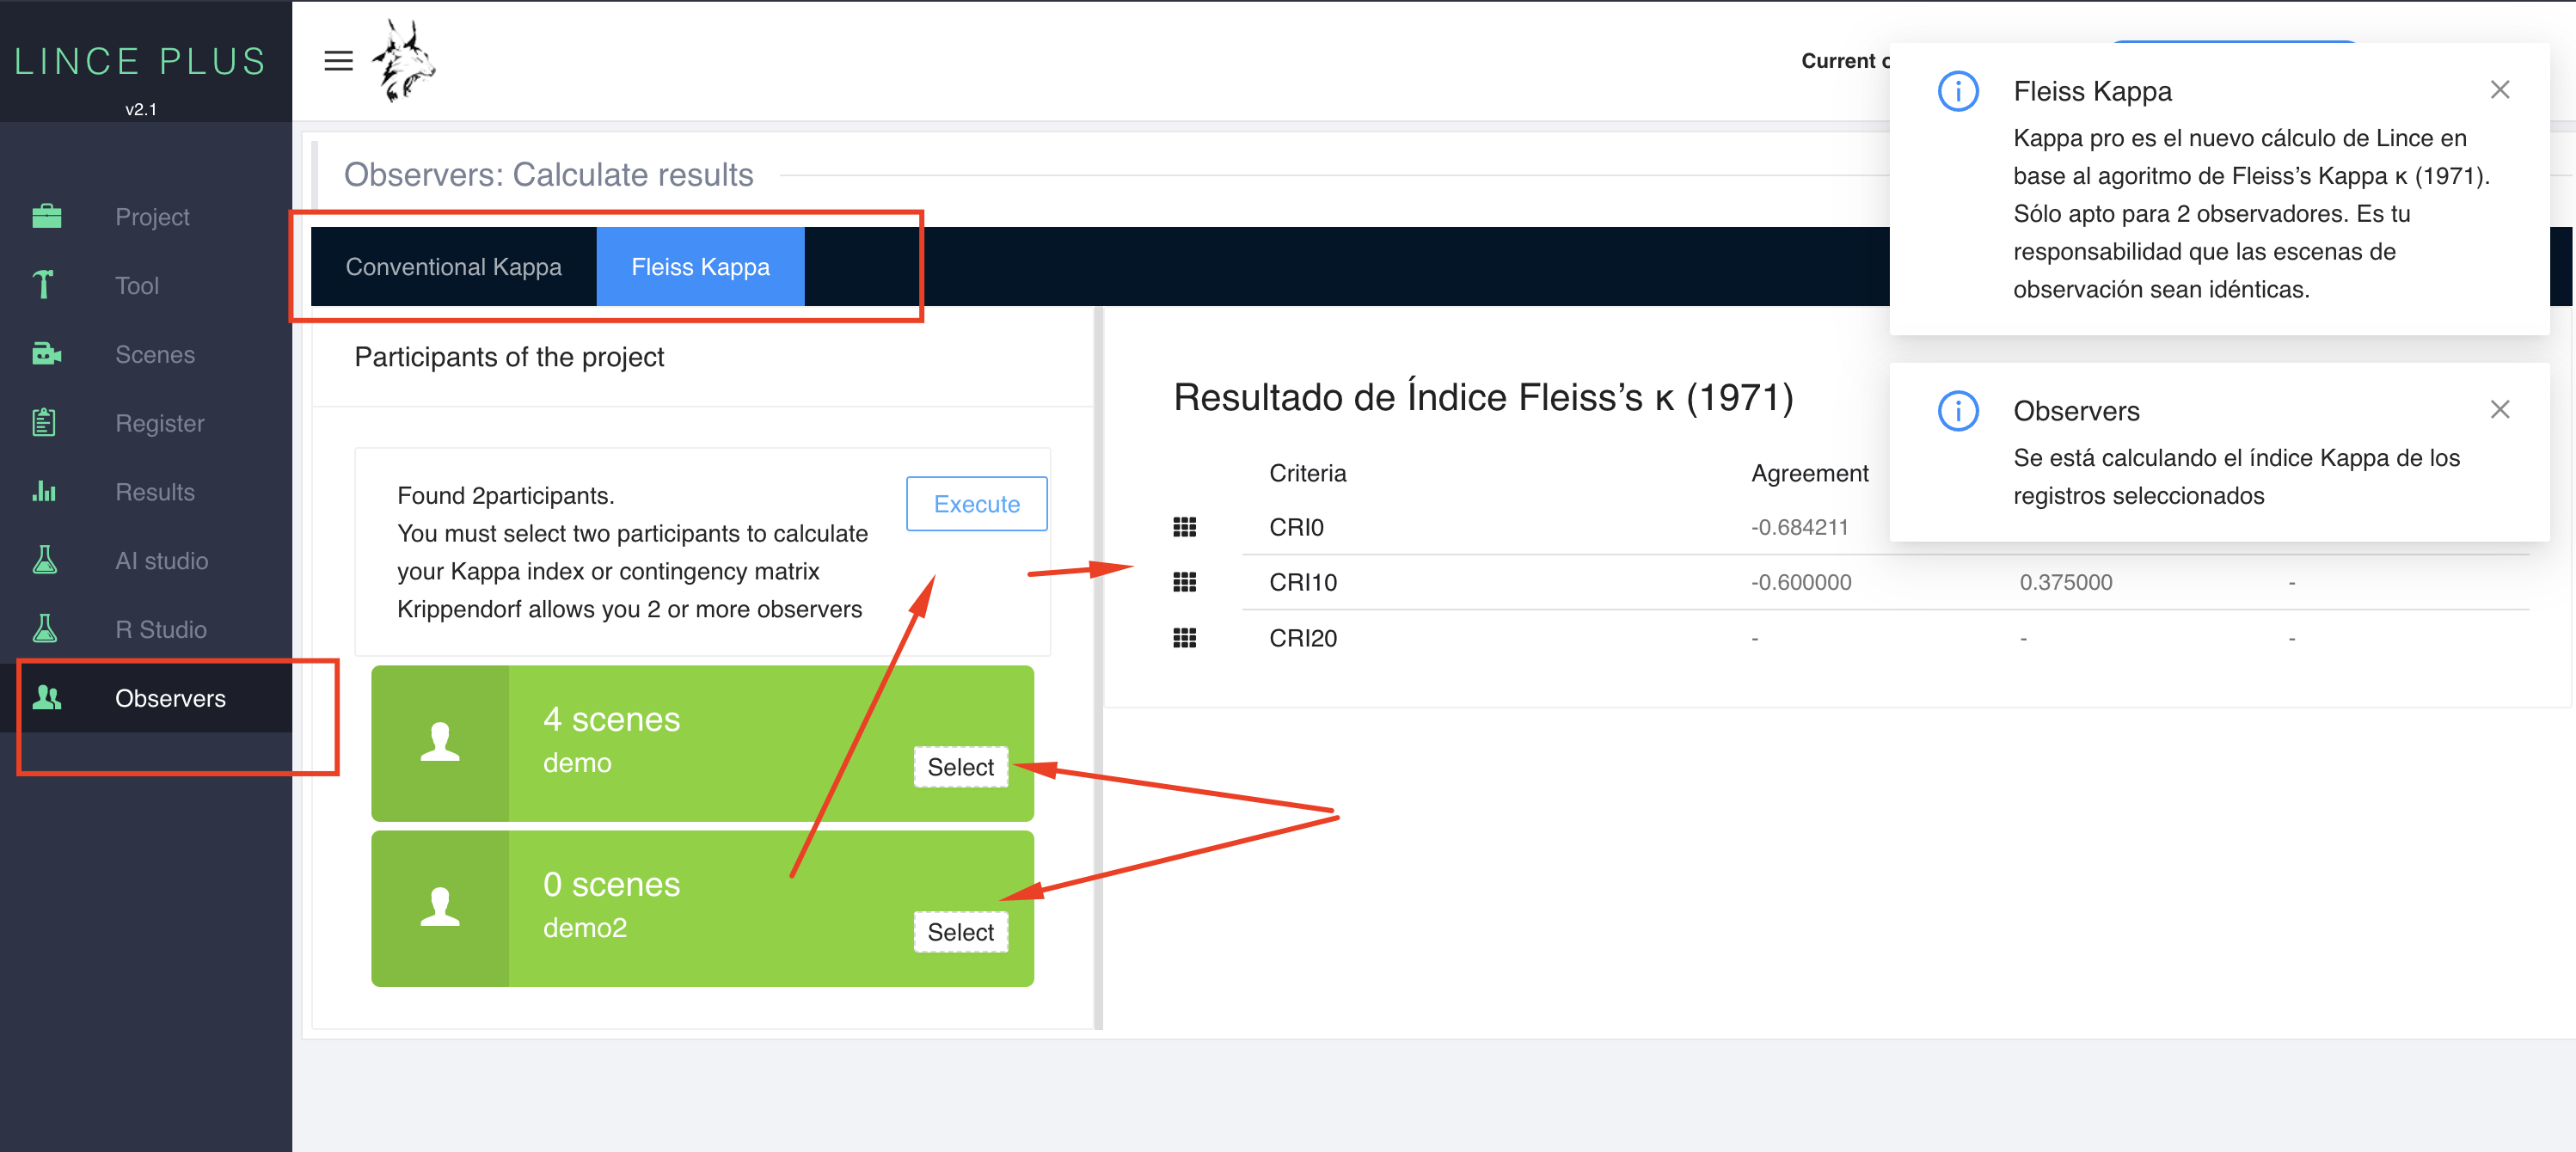 LINCE PLUS
v2.1
Project
Tool
Scenes
Register
Results
AI studio
R Studio
Observers
Current
Observers: Calculate results
Conventional Kappa
Fleiss Kappa
Participants of the project
Found 2participants.
You must select two participants to calculate
your Kappa index or contingency matrix
Krippendorf allows you 2 or more observers
Execute
4 scenes
demo
Select
0 scenes
demo2
Select
Resultado de Índice Fleiss’s κ (1971)
Criteria Agreement
CRI0 -0.684211
CRI10 -0.600000 0.375000 -
CRI20 - - -
Fleiss Kappa
Kappa pro es el nuevo cálculo de Lince en
base al agoritmo de Fleiss’s Kappa κ (1971).
Sólo apto para 2 observadores. Es tu
responsabilidad que las escenas de
observación sean idénticas.
Observers
Se está calculando el índice Kappa de los
registros seleccionados